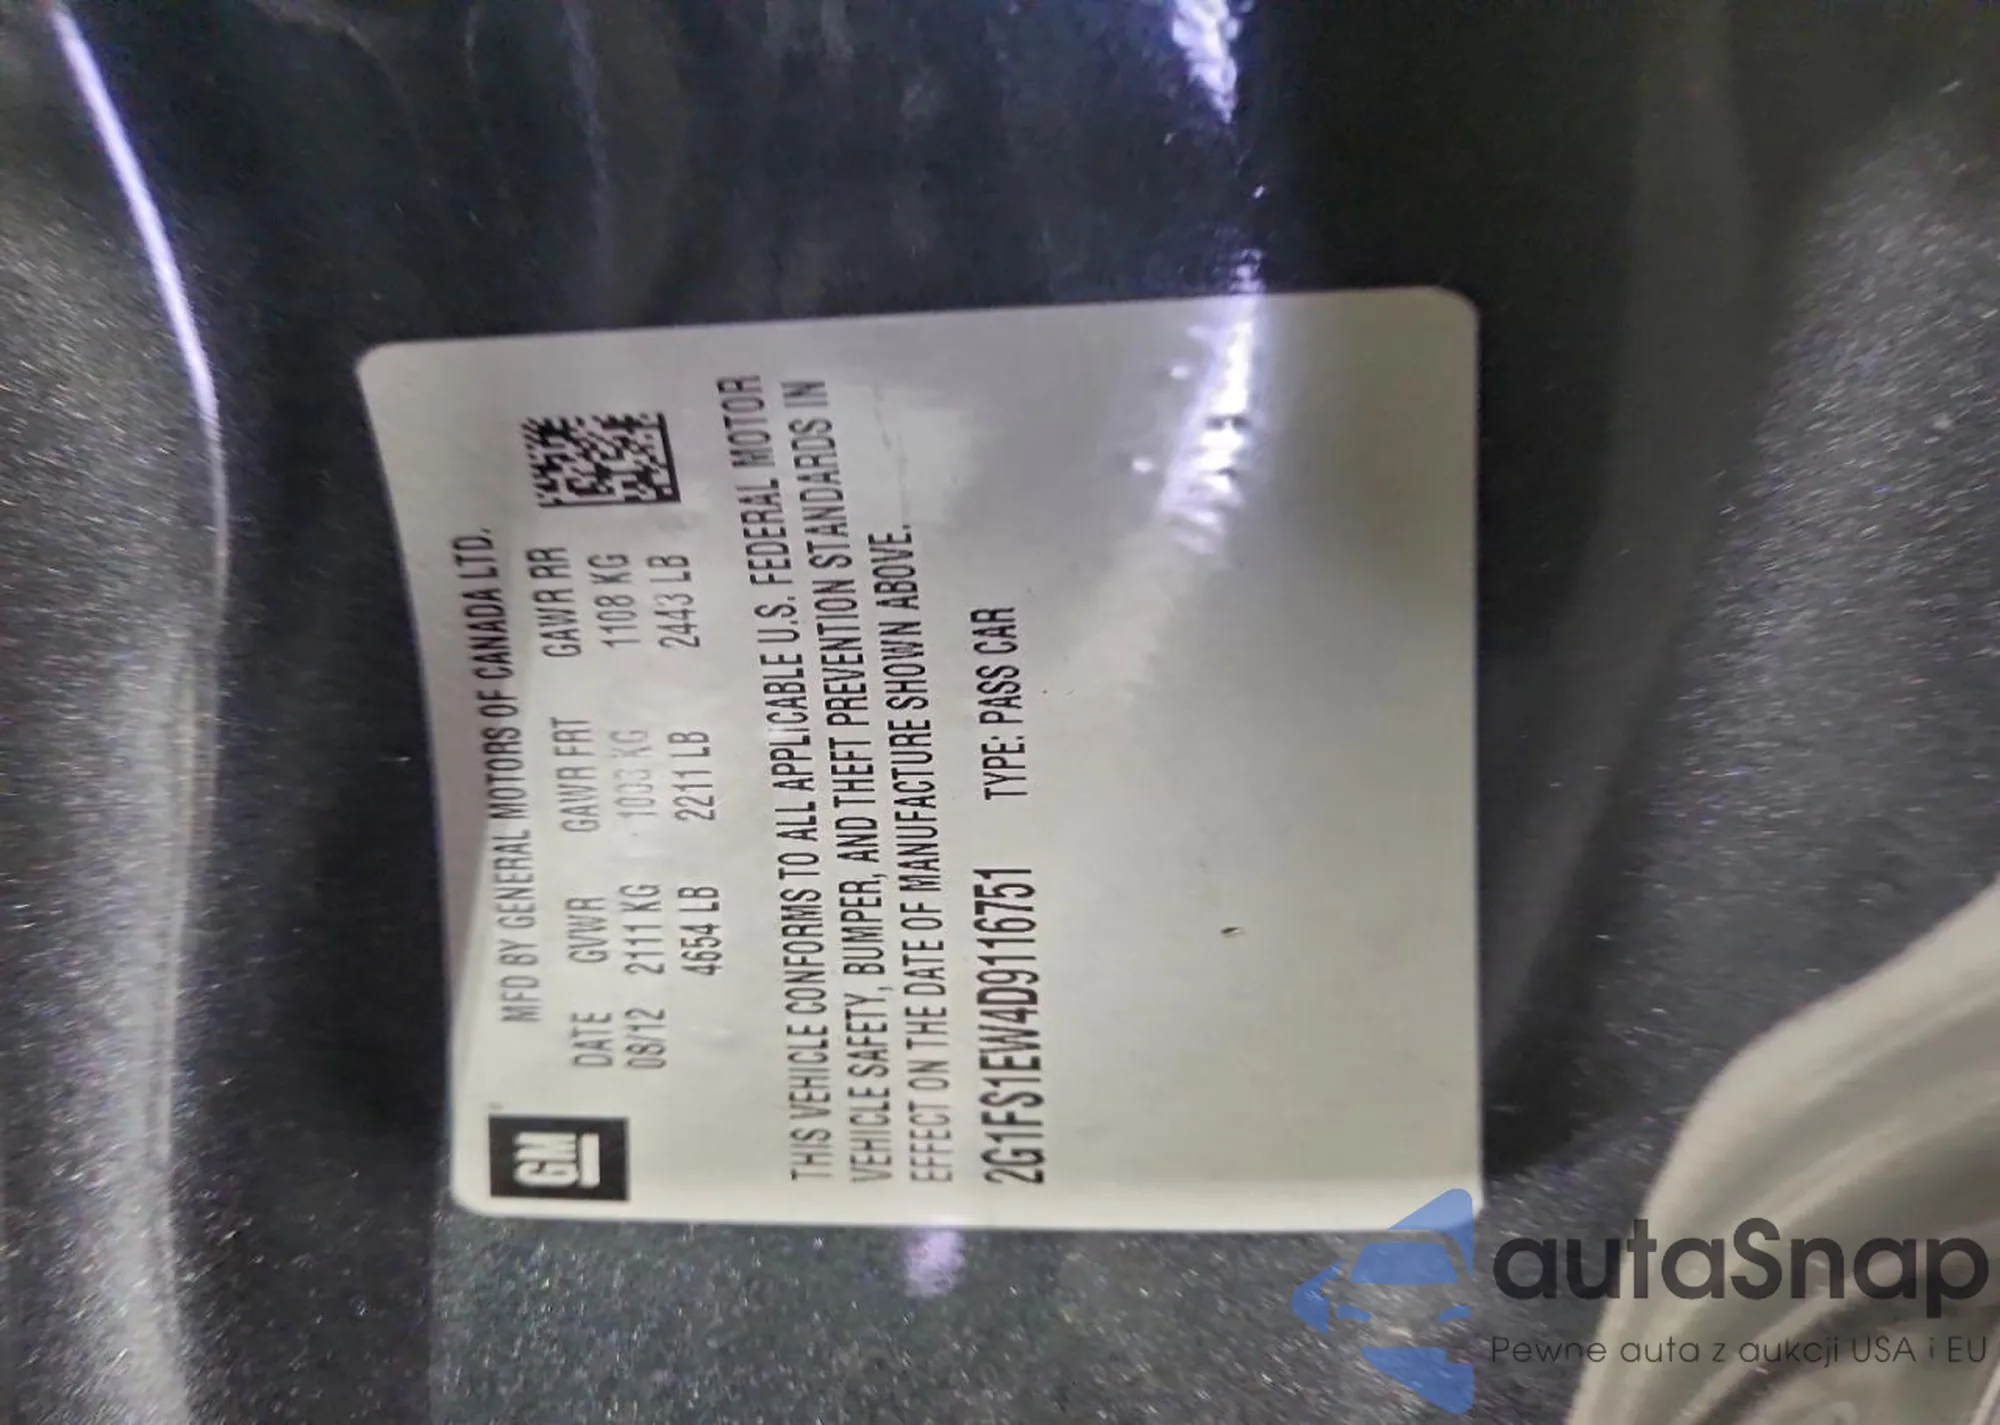 GM
MFD BY GENERAL MOTORS OF CANADA LTD.
DATE GVWR GAWR FRT GAWR RR
08/12 2111 KG 1003 KG 1108 KG
4654 LB 2211 LB 2443 LB
THIS VEHICLE CONFORMS TO ALL APPLICABLE U.S. FEDERAL MOTOR
VEHICLE SAFETY, BUMPER, AND THEFT PREVENTION STANDARDS IN
EFFECT ON THE DATE OF MANUFACTURE SHOWN ABOVE.
2G1FS1EW4D9116751 TYPE: PASS CAR
autaSnap
Pewne auta z aukcji USA i EU